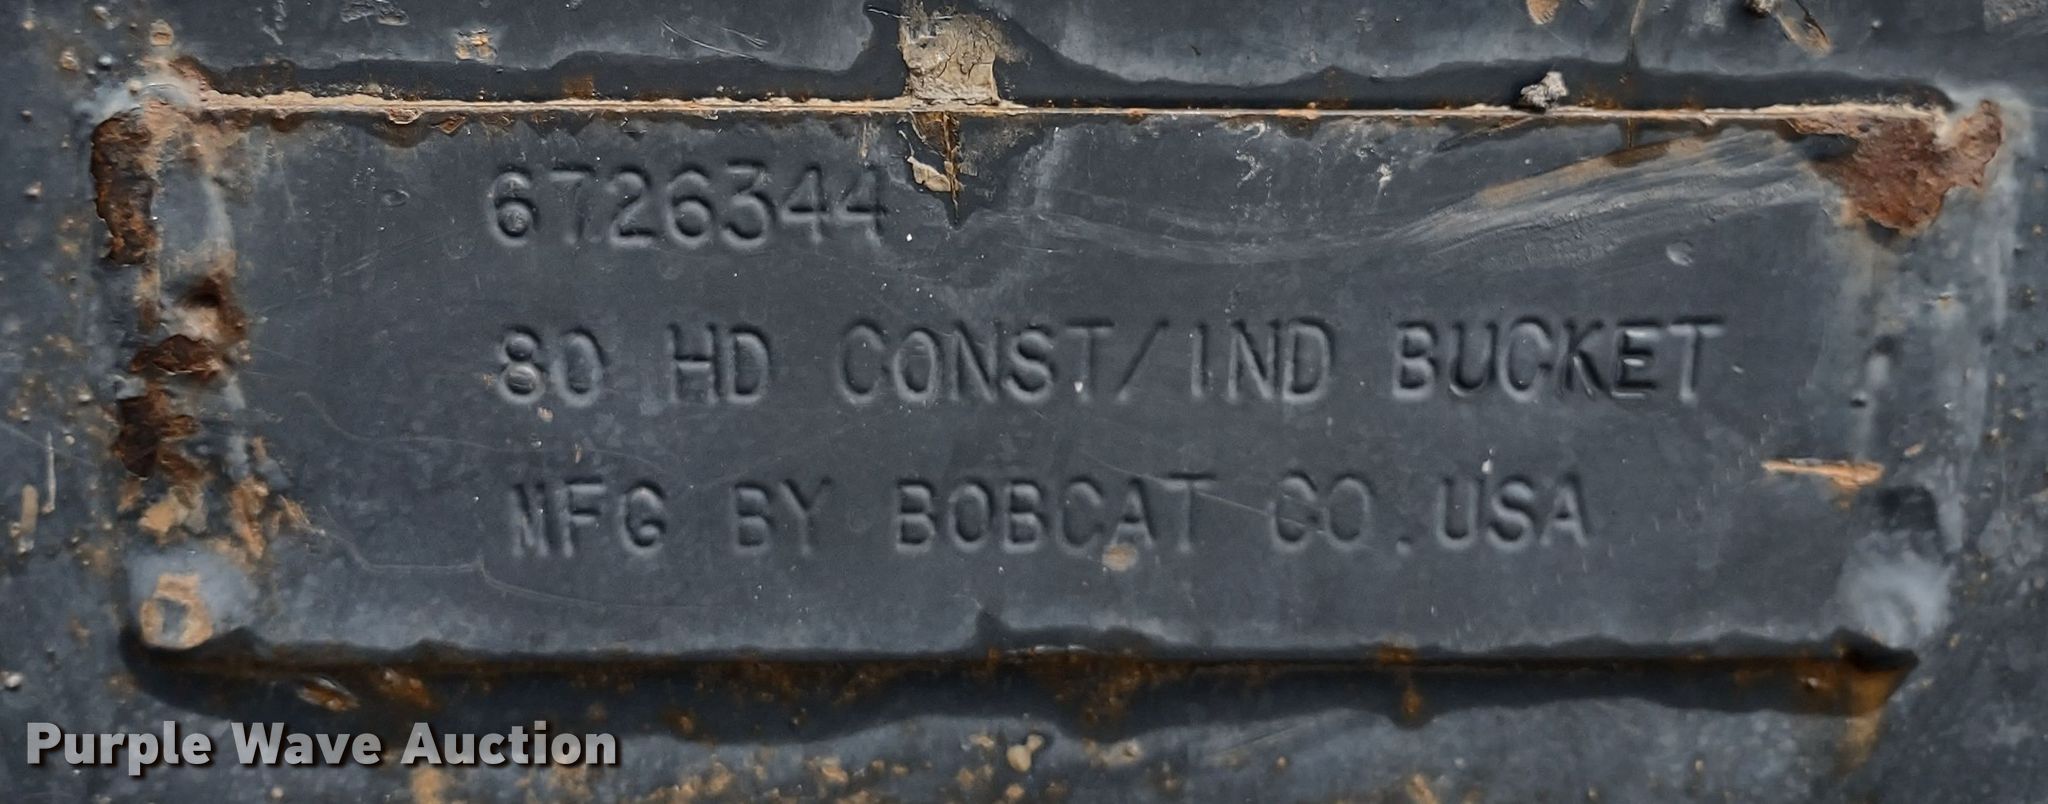 6726344
80 HD CONST/IND BUCKET
MFG BY BOBCAT CO.USA
Purple Wave Auction